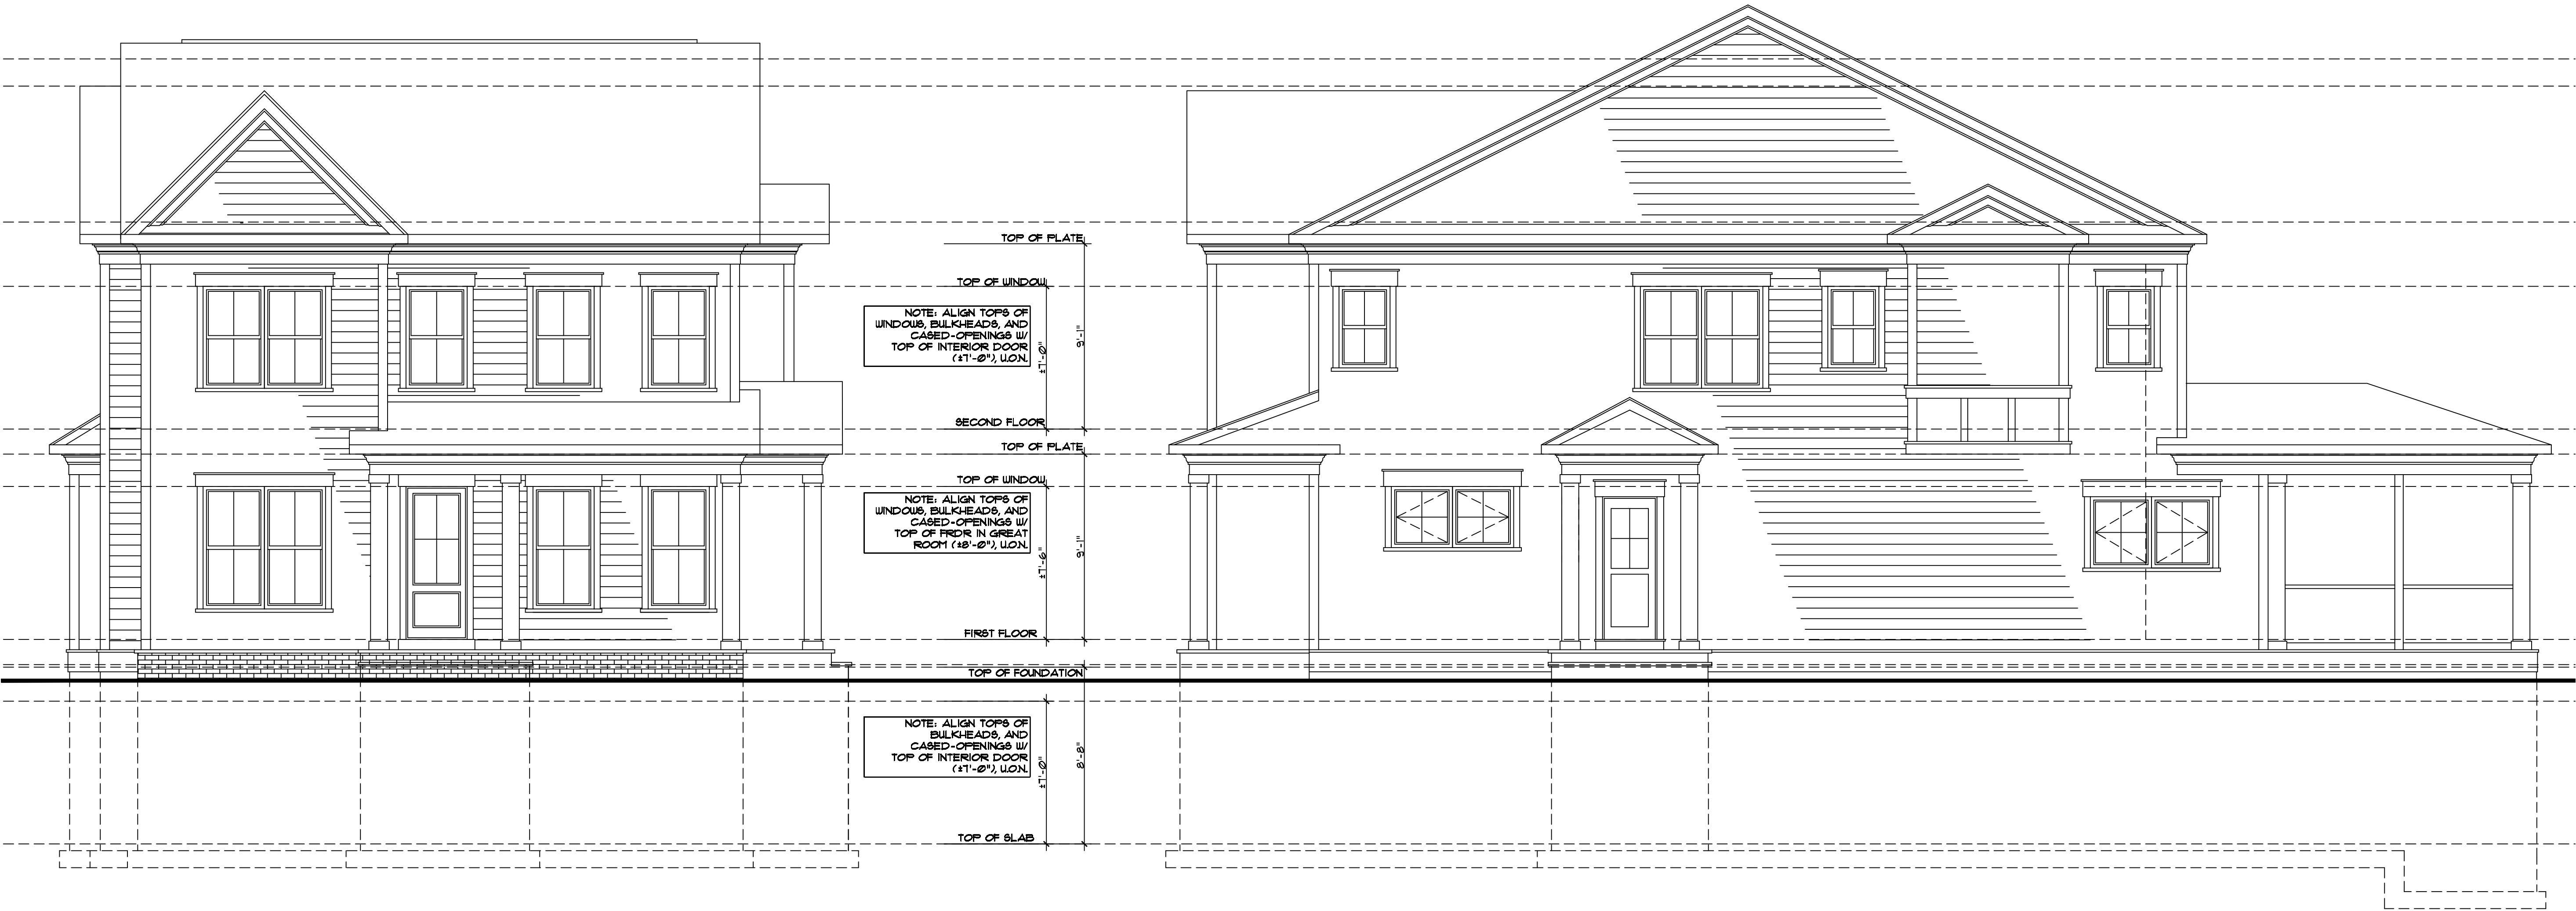 TOP OF PLATE
TOP OF WINDOW
NOTE: ALIGN TOPS OF
WINDOWS, BULKHEADS, AND
CASED-OPENINGS W/
TOP OF INTERIOR DOOR
(±7'-0"), U.O.N.
±7'-0"
9'-1"
SECOND FLOOR
TOP OF PLATE
TOP OF WINDOW
NOTE: ALIGN TOPS OF
WINDOWS, BULKHEADS, AND
CASED-OPENINGS W/
TOP OF FRDR IN GREAT
ROOM (±8'-0"), U.O.N.
±7'-6"
9'-1"
FIRST FLOOR
TOP OF FOUNDATION
NOTE: ALIGN TOPS OF
BULKHEADS, AND
CASED-OPENINGS W/
TOP OF INTERIOR DOOR
(±7'-0"), U.O.N.
±7'-0"
8'-8"
TOP OF SLAB